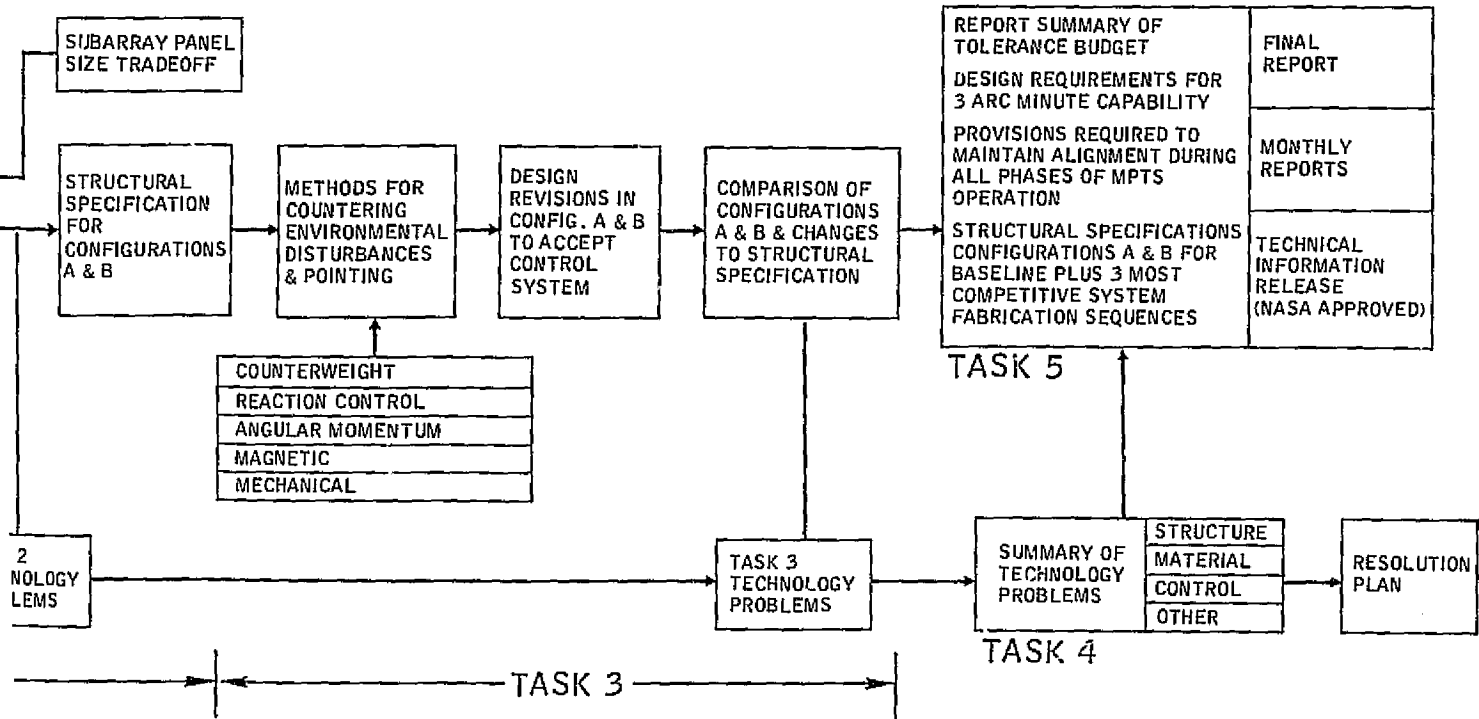 SUBARRAY PANEL
SIZE TRADEOFF
STRUCTURAL
SPECIFICATION
FOR
CONFIGURATIONS
A & B
METHODS FOR
COUNTERING
ENVIRONMENTAL
DISTURBANCES
& POINTING
COUNTERWEIGHT
REACTION CONTROL
ANGULAR MOMENTUM
MAGNETIC
MECHANICAL
DESIGN
REVISIONS IN
CONFIG. A & B
TO ACCEPT
CONTROL
SYSTEM
COMPARISON OF
CONFIGURATIONS
A & B & CHANGES
TO STRUCTURAL
SPECIFICATION
REPORT SUMMARY OF
TOLERANCE BUDGET
DESIGN REQUIREMENTS FOR
3 ARC MINUTE CAPABILITY
PROVISIONS REQUIRED TO
MAINTAIN ALIGNMENT DURING
ALL PHASES OF MPTS
OPERATION
STRUCTURAL SPECIFICATIONS
CONFIGURATIONS A & B FOR
BASELINE PLUS 3 MOST
COMPETITIVE SYSTEM
FABRICATION SEQUENCES
FINAL
REPORT
MONTHLY
REPORTS
TECHNICAL
INFORMATION
RELEASE
(NASA APPROVED)
TASK 5
2
NOLOGY
LEMS
TASK 3
TECHNOLOGY
PROBLEMS
SUMMARY OF
TECHNOLOGY
PROBLEMS
STRUCTURE
MATERIAL
CONTROL
OTHER
RESOLUTION
PLAN
TASK 4
TASK 3